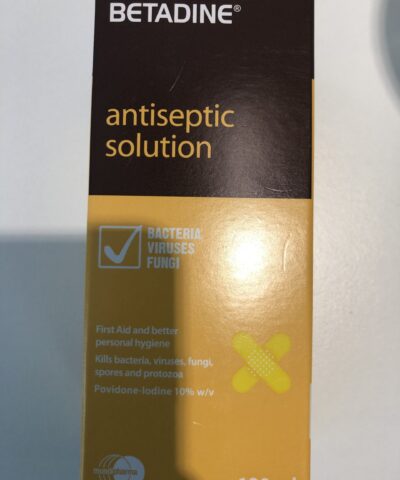 BETADINE®
antiseptic
solution
BACTERIA
VIRUSES
FUNGI
First Aid and better
personal hygiene
Kills bacteria, viruses, fungi,
spores and protozoa
Povidone-Iodine 10% w/v
mundipharma